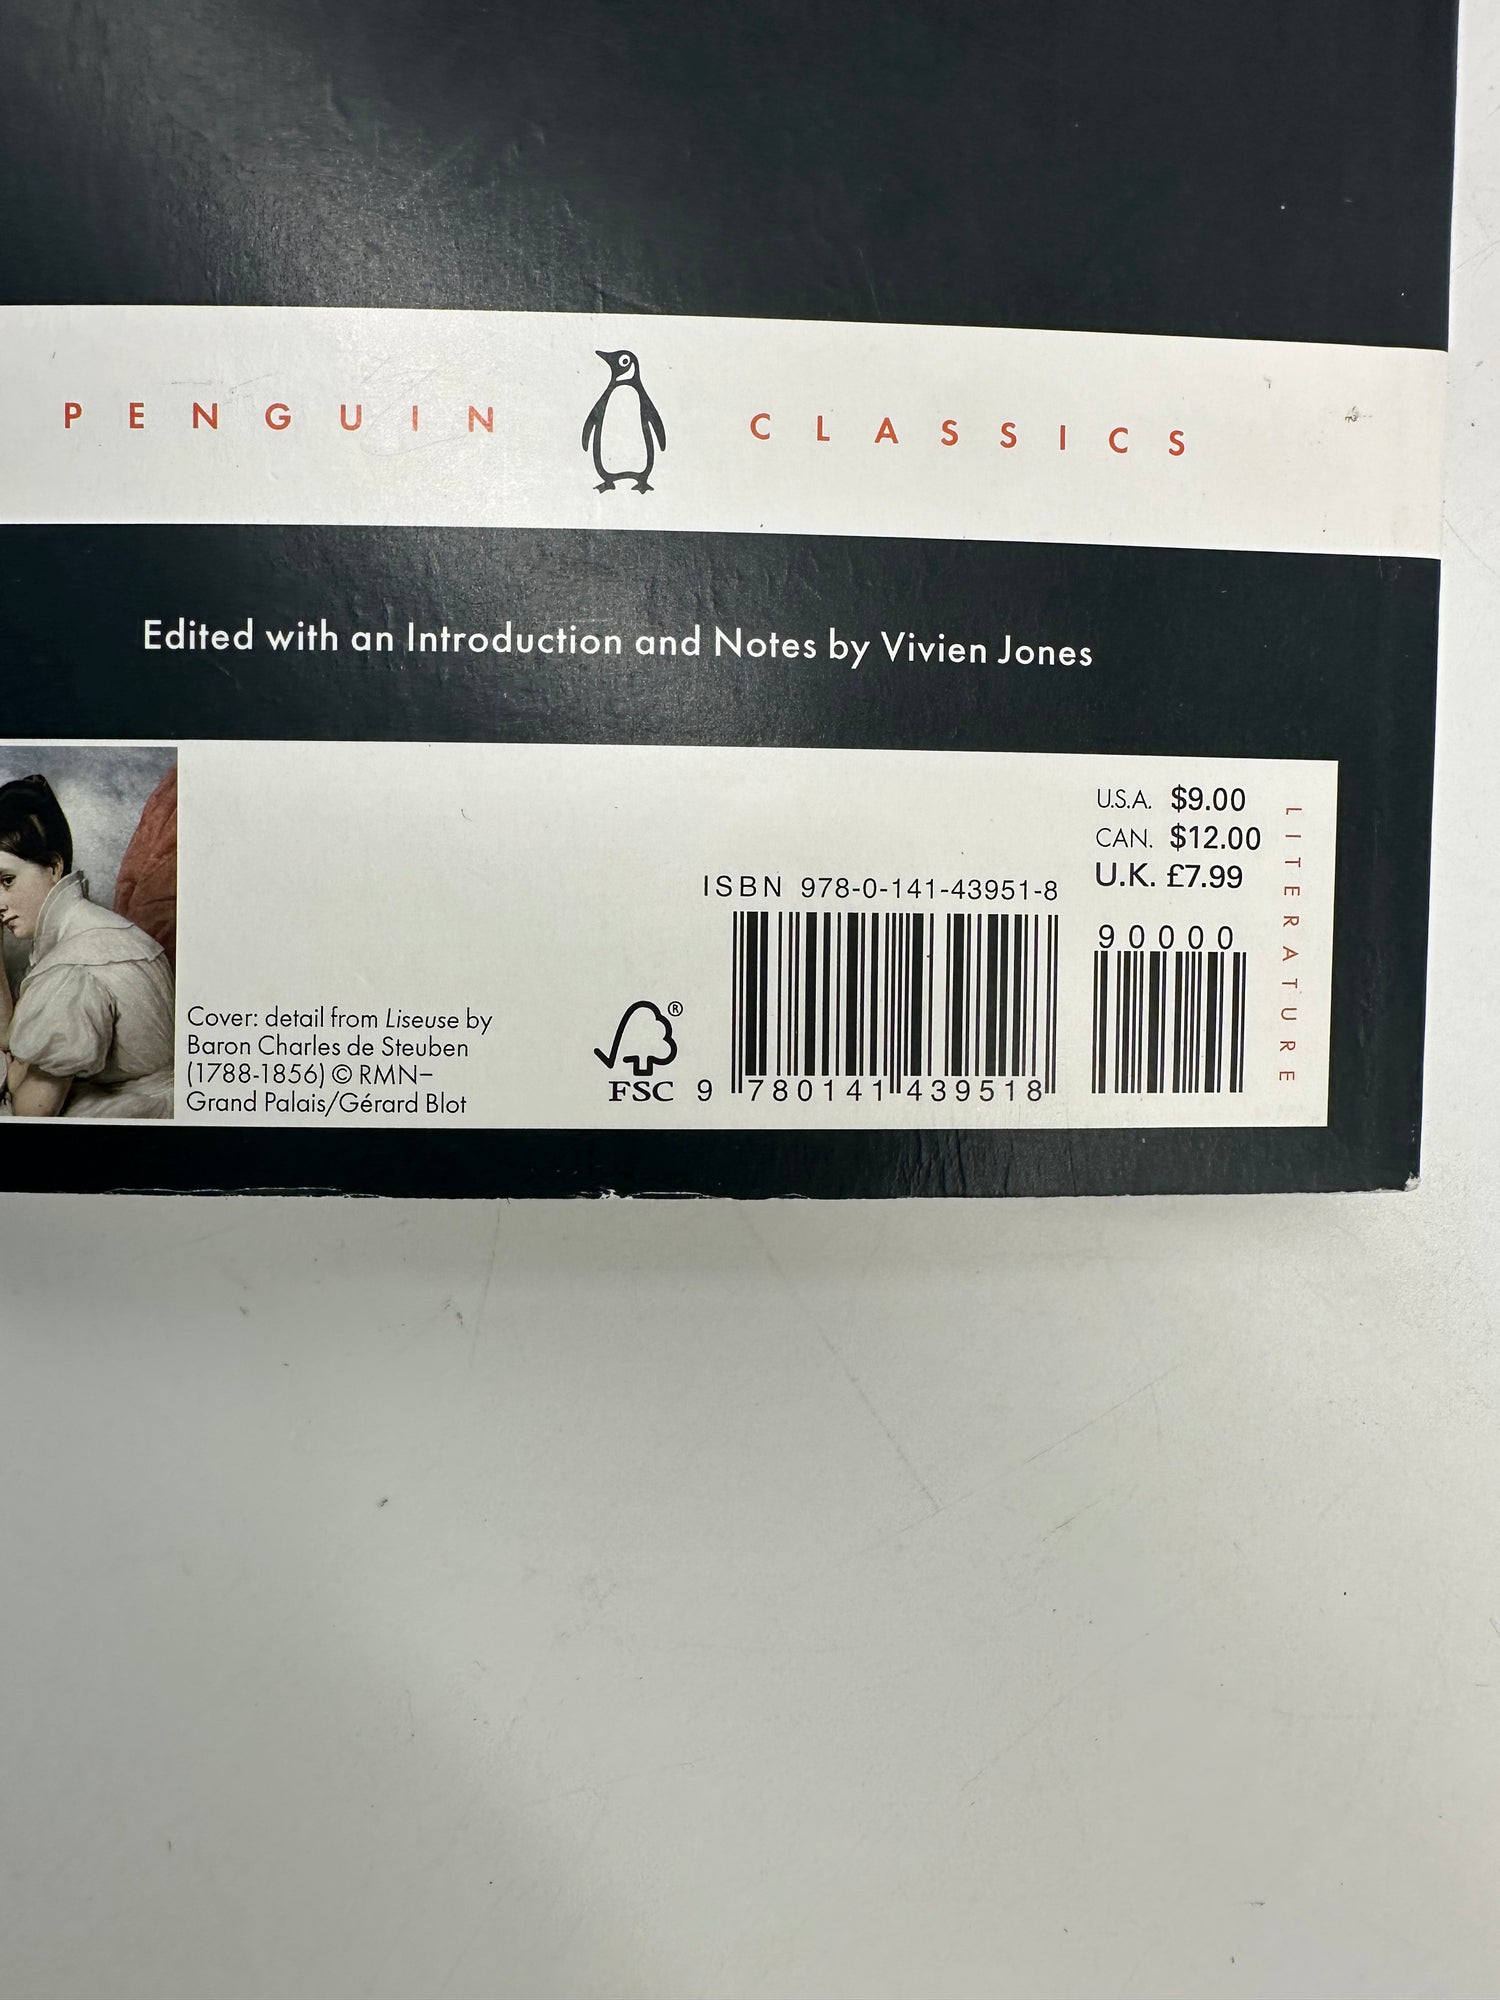 PENGUIN CLASSICS
Edited with an Introduction and Notes by Vivien Jones
Cover: detail from Liseuse by
Baron Charles de Steuben
(1788-1856) © RMN–
Grand Palais/Gérard Blot
®
FSC
ISBN 978-0-141-43951-8
9 780141 439518
U.S.A. $9.00
CAN. $12.00
U.K. £7.99
90000
LITERATURE